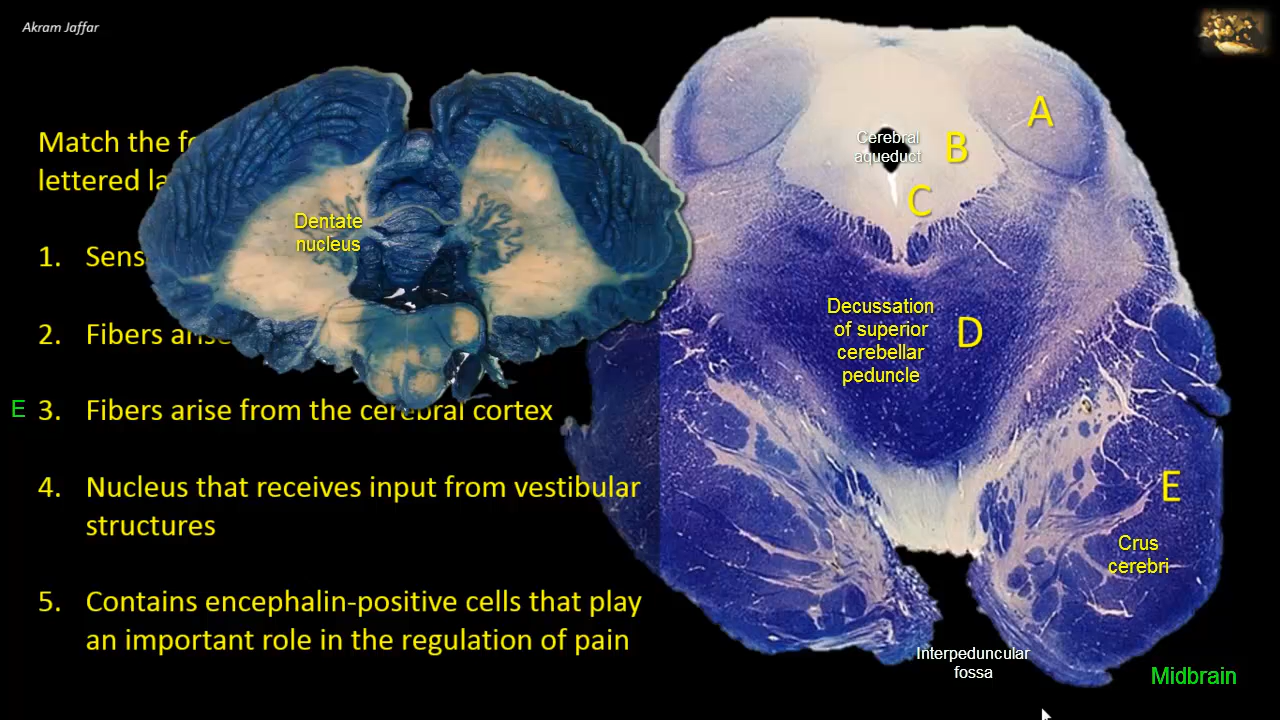 Akram Jaffar
Match the fo
lettered la
1. Sens
2. Fibers arise
E 3. Fibers arise from the cerebral cortex
4. Nucleus that receives input from vestibular
structures
5. Contains encephalin-positive cells that play
an important role in the regulation of pain
Dentate
nucleus
A
Cerebral
aqueduct
B
C
Decussation
of superior
cerebellar
peduncle
D
E
Crus
cerebri
Interpeduncular
fossa
Midbrain